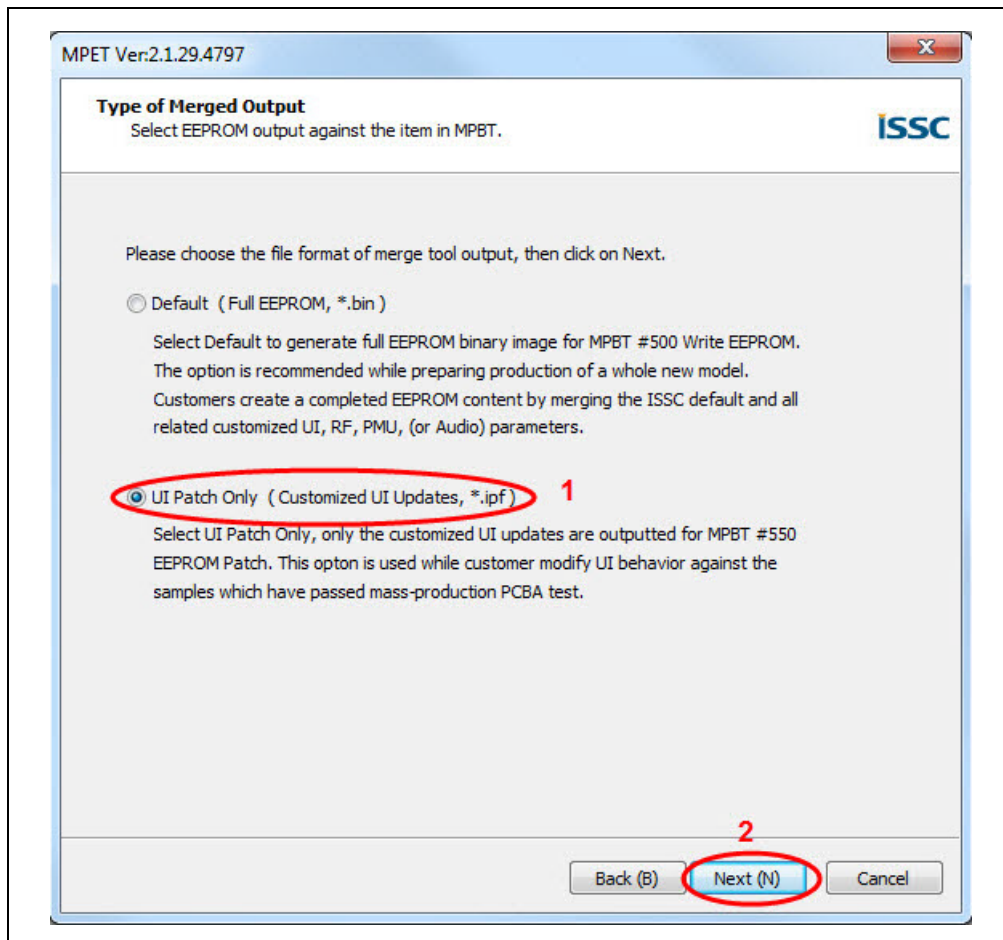 MPET Ver:2.1.29.4797
x
Type of Merged Output
Select EEPROM output against the item in MPBT.
ISSC
Please choose the file format of merge tool output, then click on Next.
Default ( Full EEPROM, *.bin )
Select Default to generate full EEPROM binary image for MPBT #500 Write EEPROM.
The option is recommended while preparing production of a whole new model.
Customers create a completed EEPROM content by merging the ISSC default and all
related customized UI, RF, PMU, (or Audio) parameters.
UI Patch Only ( Customized UI Updates, *.ipf ) 1
Select UI Patch Only, only the customized UI updates are outputted for MPBT #550
EEPROM Patch. This opton is used while customer modify UI behavior against the
samples which have passed mass-production PCBA test.
2
Back (B) Next (N) Cancel